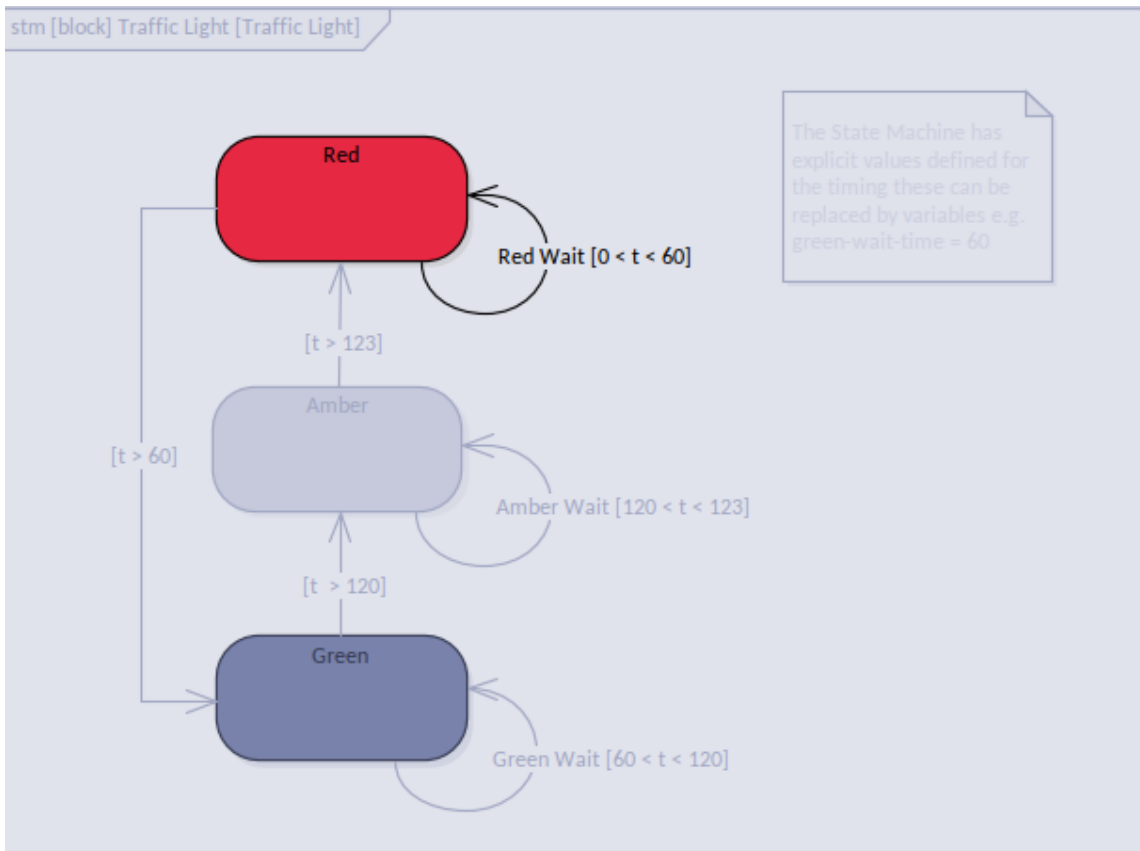 stm [block] Traffic Light [Traffic Light]
The State Machine has
explicit values defined for
the timing these can be
replaced by variables e.g.
green-wait-time = 60
Red
Red Wait [0 < t < 60]
[t > 123]
Amber
[t > 60]
Amber Wait [120 < t < 123]
[t  > 120]
Green
Green Wait [60 < t < 120]